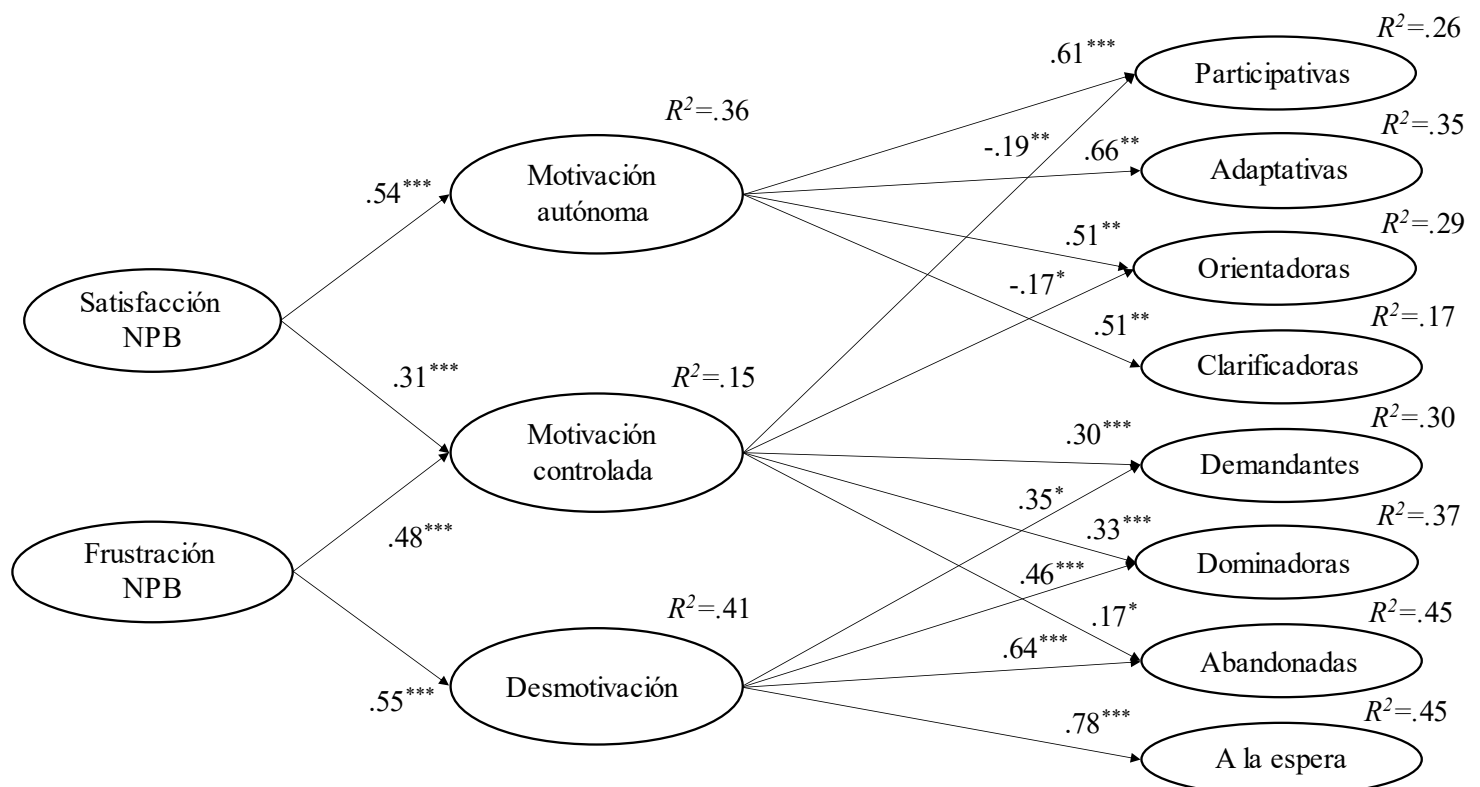 R²=.26
.61***
Participativas
R²=.36
R²=.35
-.19**
.66**
Motivación
autónoma
Adaptativas
.54***
R²=.29
.51**
Orientadoras
-.17*
Satisfacción
NPB
R²=.17
.51**
Clarificadoras
.31***
R²=.15
R²=.30
Motivación
controlada
.30***
Demandantes
.35*
R²=.37
.48***
.33***
Frustración
NPB
Dominadoras
.46***
R²=.41
.17*
R²=.45
.64***
Abandonadas
Desmotivación
.55***
R²=.45
.78***
A la espera